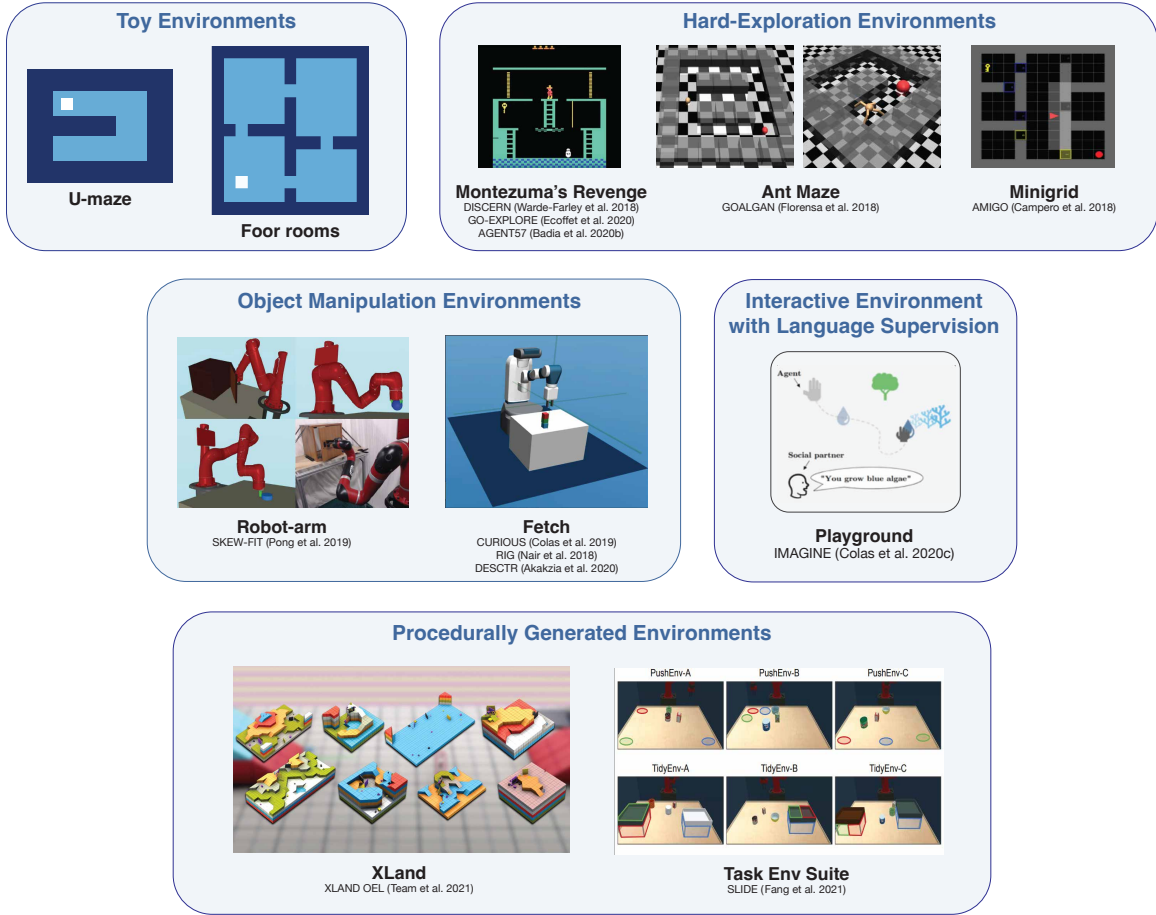 Toy Environments
U-maze
Foor rooms
Hard-Exploration Environments
Montezuma's Revenge
DISCERN (Warde-Farley et al. 2018)
GO-EXPLORE (Ecoffet et al. 2020)
AGENT57 (Badia et al. 2020b)
Ant Maze
GOALGAN (Florensa et al. 2018)
Minigrid
AMIGO (Campero et al. 2018)
Object Manipulation Environments
Robot-arm
SKEW-FIT (Pong et al. 2019)
Fetch
CURIOUS (Colas et al. 2019)
RIG (Nair et al. 2018)
DESCTR (Akakzia et al. 2020)
Interactive Environment
with Language Supervision
Agent
Social partner
"You grow blue algae"
Playground
IMAGINE (Colas et al. 2020c)
Procedurally Generated Environments
XLand
XLAND OEL (Team et al. 2021)
PushEnv-A
PushEnv-B
PushEnv-C
TidyEnv-A
TidyEnv-B
TidyEnv-C
Task Env Suite
SLIDE (Fang et al. 2021)